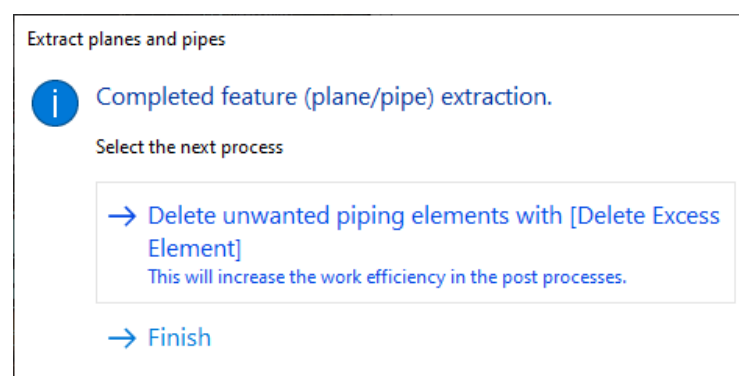 Extract planes and pipes
Completed feature (plane/pipe) extraction.
Select the next process
→ Delete unwanted piping elements with [Delete Excess
Element]
This will increase the work efficiency in the post processes.
→ Finish